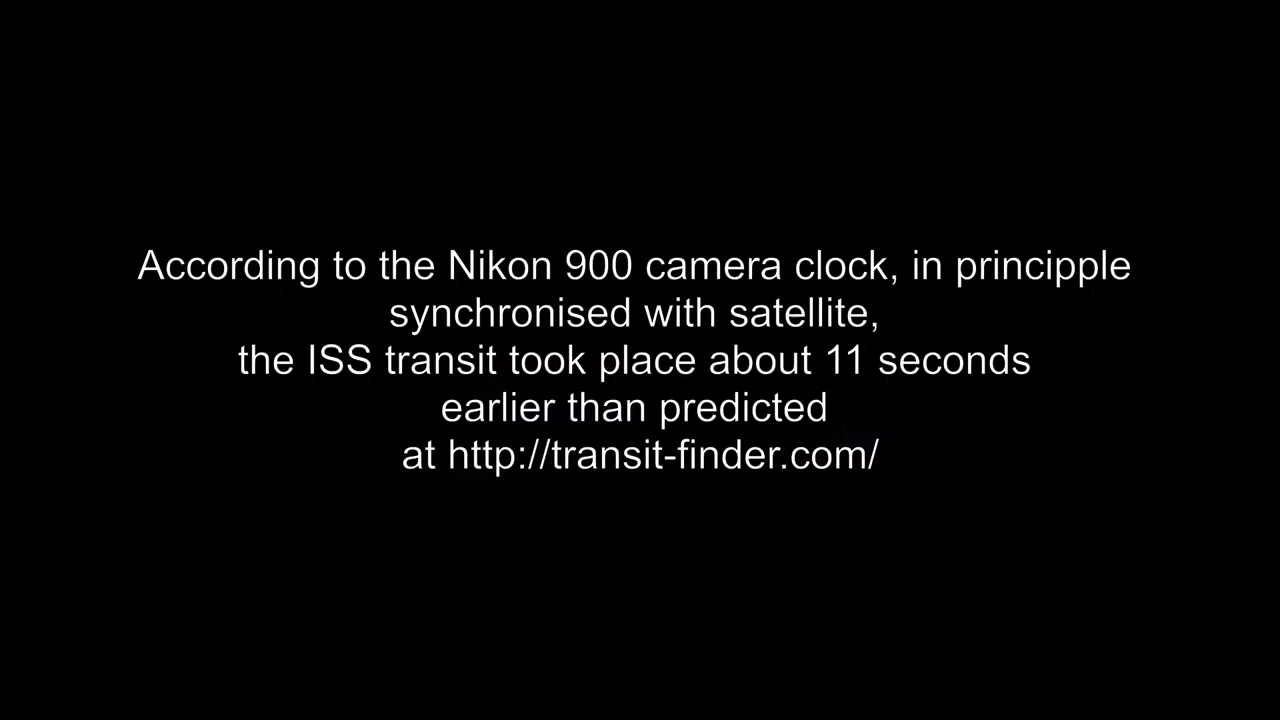 According to the Nikon 900 camera clock, in principple
synchronised with satellite,
the ISS transit took place about 11 seconds
earlier than predicted
at http://transit-finder.com/